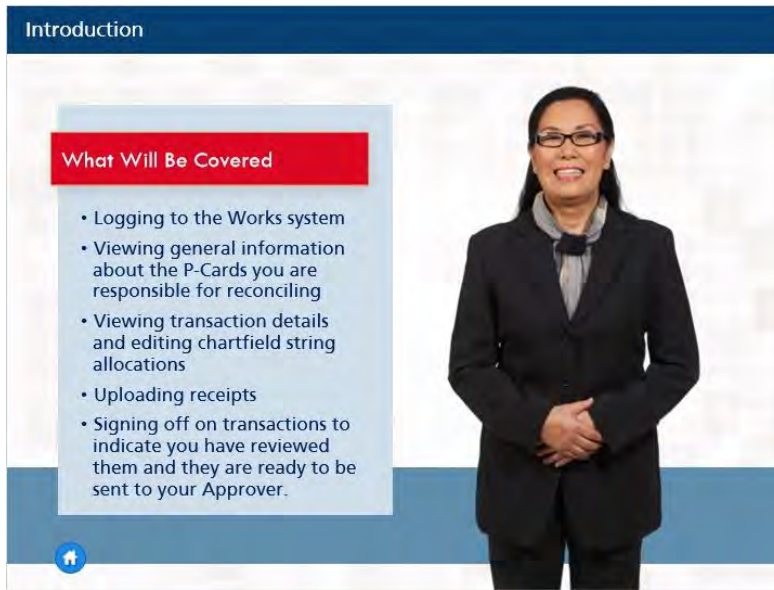 Introduction
What Will Be Covered
• Logging to the Works system
• Viewing general information
about the P-Cards you are
responsible for reconciling
• Viewing transaction details
and editing chartfield string
allocations
• Uploading receipts
• Signing off on transactions to
indicate you have reviewed
them and they are ready to be
sent to your Approver.